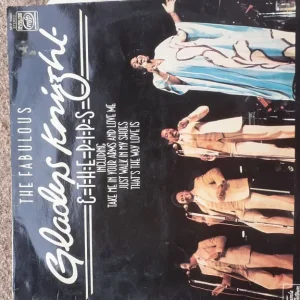 THE FABULOUS
Gladys Knight
& THE PIPS
INCLUDING
TAKE ME IN YOUR ARMS AND LOVE ME
JUST WALK IN MY SHOES
THAT'S THE WAY LOVE IS